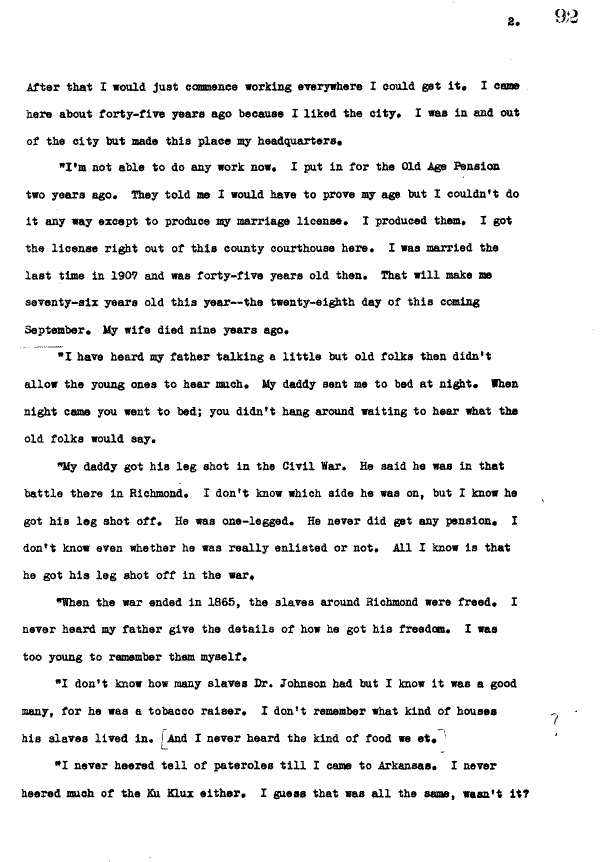 2. 92
After that I would just commence working everywhere I could get it. I came
here about forty-five years ago because I liked the city. I was in and out
of the city but made this place my headquarters.
"I'm not able to do any work now. I put in for the Old Age Pension
two years ago. They told me I would have to prove my age but I couldn't do
it any way except to produce my marriage license. I produced them. I got
the license right out of this county courthouse here. I was married the
last time in 1907 and was forty-five years old then. That will make me
seventy-six years old this year--the twenty-eighth day of this coming
September. My wife died nine years ago.
"I have heard my father talking a little but old folks then didn't
allow the young ones to hear much. My daddy sent me to bed at night. When
night came you went to bed; you didn't hang around waiting to hear what the
old folks would say.
"My daddy got his leg shot in the Civil War. He said he was in that
battle there in Richmond. I don't know which side he was on, but I know he
got his leg shot off. He was one-legged. He never did get any pension. I
don't know even whether he was really enlisted or not. All I know is that
he got his leg shot off in the war.
"When the war ended in 1865, the slaves around Richmond were freed. I
never heard my father give the details of how he got his freedom. I was
too young to remember them myself.
"I don't know how many slaves Dr. Johnson had but I know it was a good
many, for he was a tobacco raiser. I don't remember what kind of houses
his slaves lived in. [And I never heard the kind of food we et.] ?
"I never heered tell of pateroles till I came to Arkansas. I never
heered much of the Ku Klux either. I guess that was all the same, wasn't it?